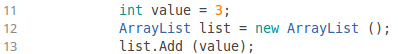 11 int value = 3;
12 ArrayList list = new ArrayList ();
13 list.Add (value);